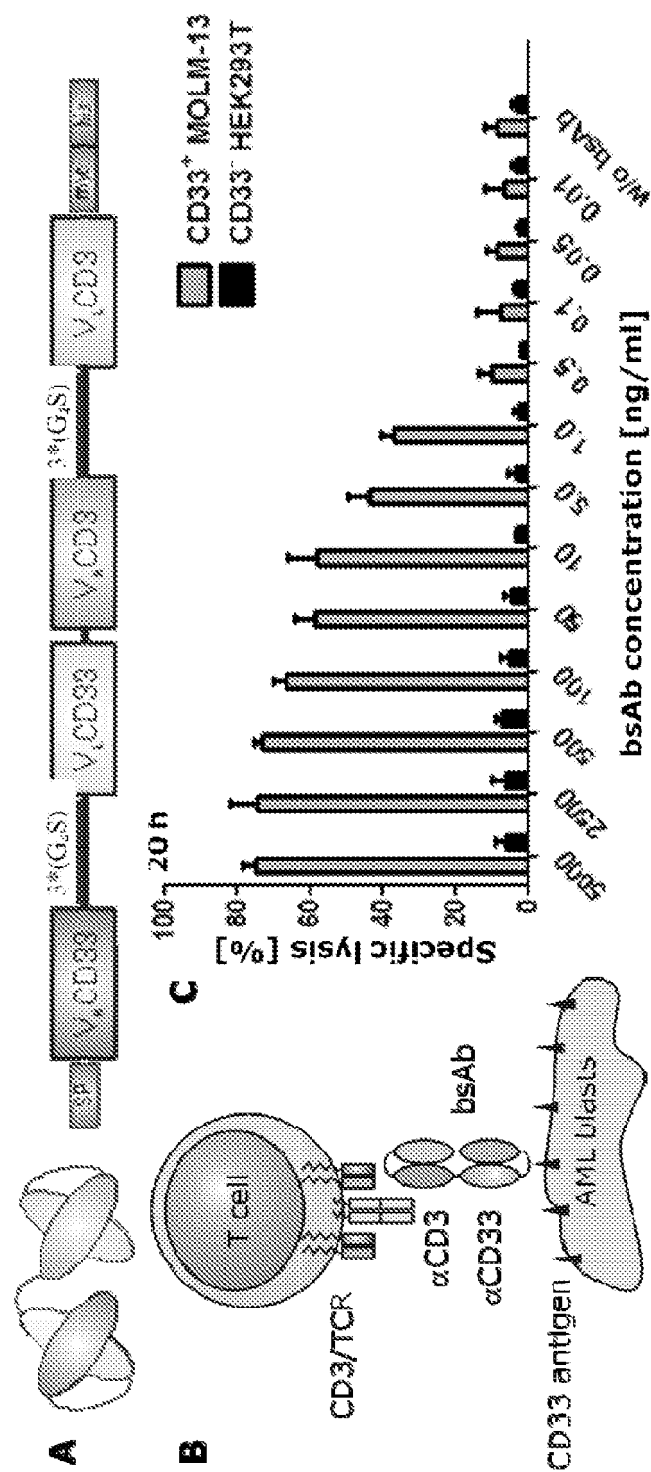 A
SP
VHCD33
3*(G4S)
VLCD33
VHCD3
3*(G4S)
VLCD3
B
T cell
CD3/TCR
αCD3
αCD33
bsAb
CD33 antigen
AML blasts
C
20 h
CD33+ MOLM-13
CD33- HEK293T
Specific lysis [%]
100
80
60
40
20
0
5000
2500
500
100
50
10
5.0
1.0
0.5
0.1
0.05
0.01
w/o bsAb
bsAb concentration [ng/ml]